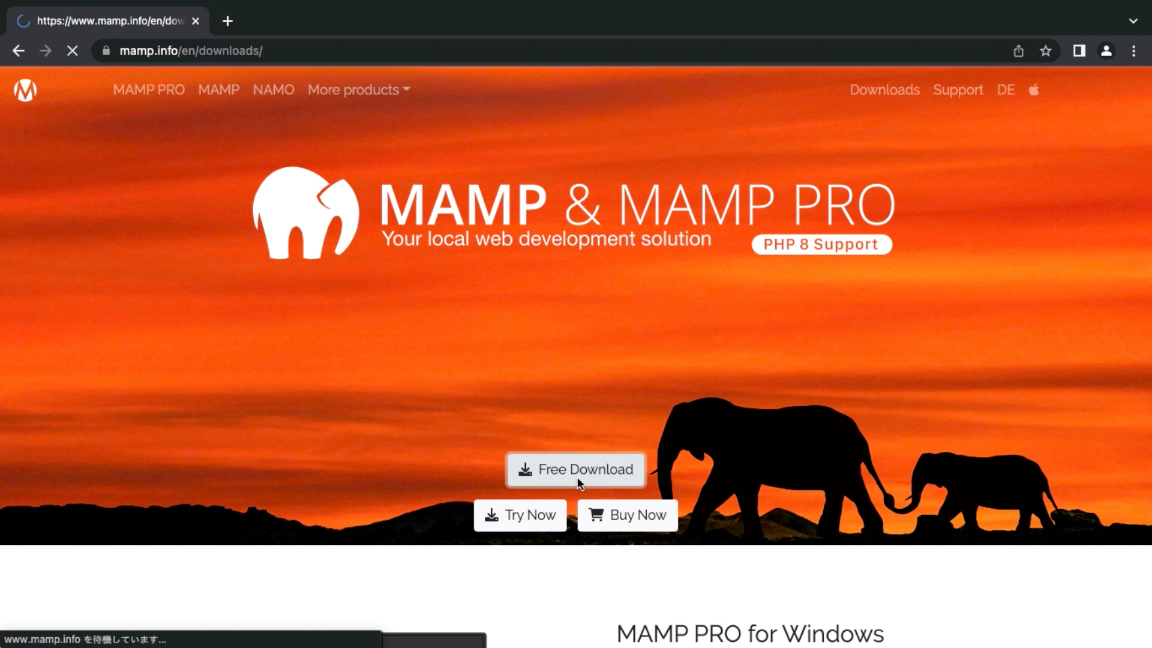 https://www.mamp.info/en/dow
mamp.info/en/downloads/
MAMP PRO MAMP NAMO More products Downloads Support DE
MAMP & MAMP PRO
Your local web development solution
PHP 8 Support
Free Download
Try Now Buy Now
MAMP PRO for Windows
www.mamp.info を待機しています...